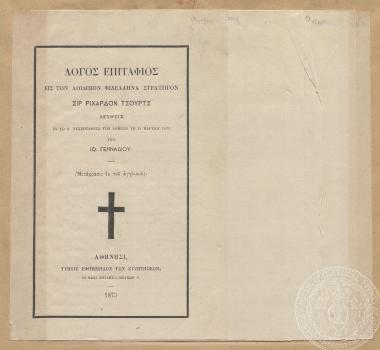 ΛΟΓΟΣ ΕΠΙΤΑΦΙΟΣ
ΕΙΣ ΤΟΝ ΑΟΙΔΙΜΟΝ ΦΙΛΕΛΛΗΝΑ ΣΤΡΑΤΗΓΟΝ
ΣΙΡ ΡΙΧΑΡΔΟΝ ΤΣΟΥΡΤΣ
ΛΕΧΘΕΙΣ
ΥΠΟ
ΙΩ. ΓΕΝΝΑΔΙΟΥ
(Μετάφρασις ἐκ τοῦ ἀγγλικοῦ).
ΑΘΗΝΗΣΙ,
ΤΥΠΟΙΣ ΕΦΗΜΕΡΙΔΟΣ ΤΩΝ ΣΥΖΗΤΗΣΕΩΝ,
1873